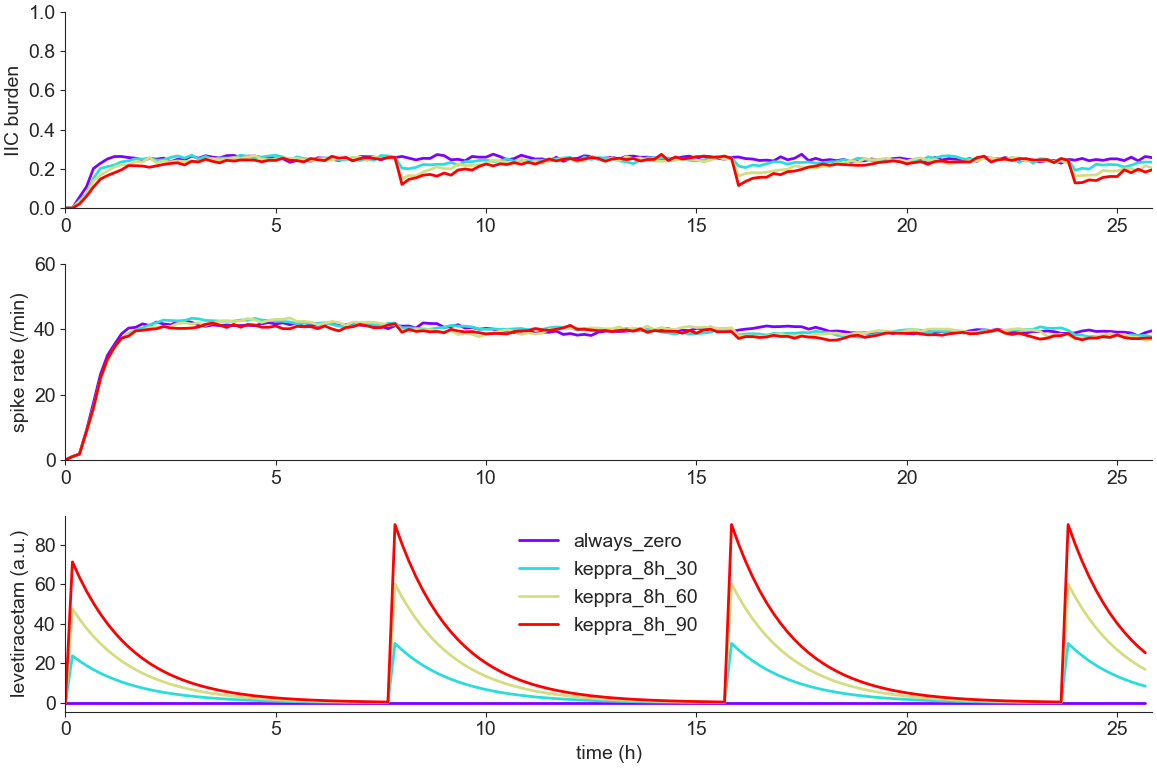 1.0
0.8
0.6
0.4
0.2
0.0
IIC burden
0 5 10 15 20 25
60
40
20
0
spike rate (/min)
0 5 10 15 20 25
80
60
40
20
0
levetiracetam (a.u.)
always_zero
keppra_8h_30
keppra_8h_60
keppra_8h_90
0 5 10 15 20 25
time (h)